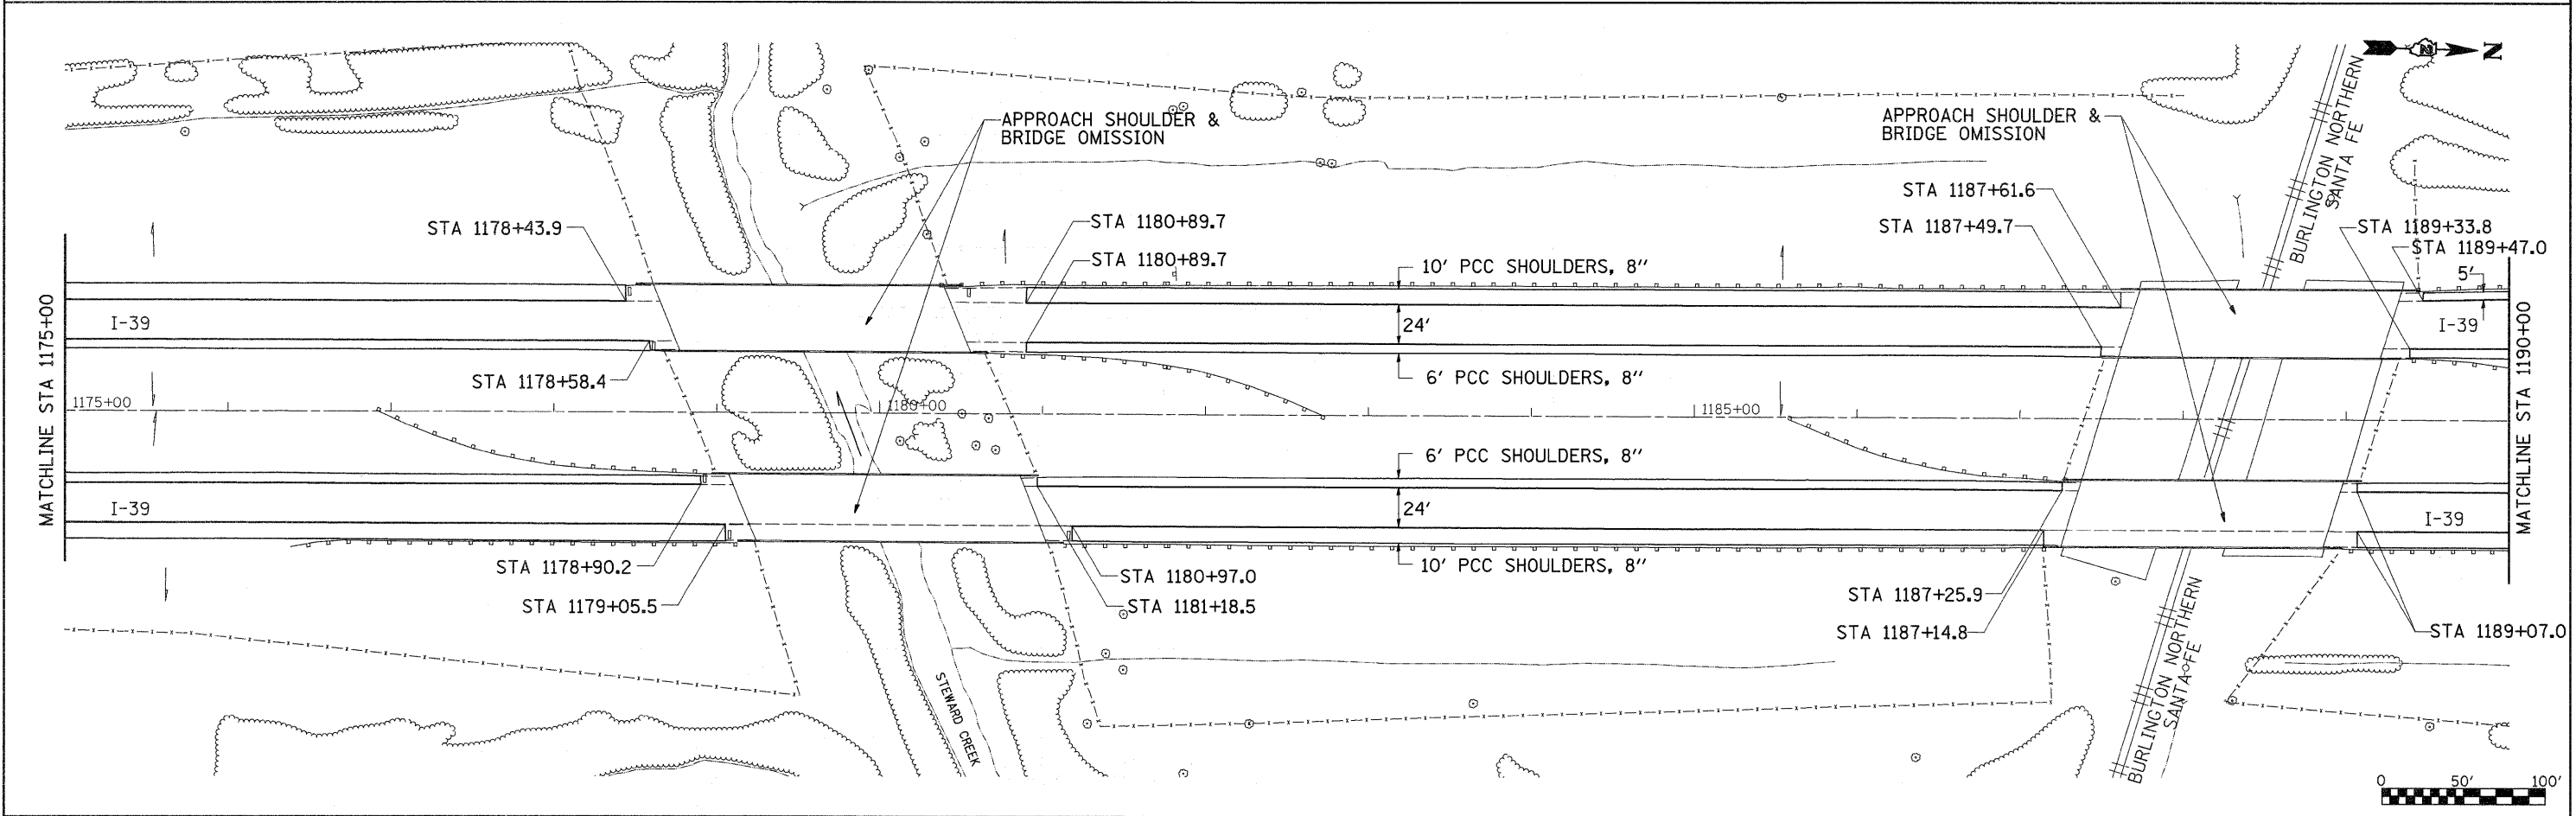 N
APPROACH SHOULDER &
BRIDGE OMISSION
APPROACH SHOULDER &
BRIDGE OMISSION
BURLINGTON NORTHERN
SANTA FE
STA 1187+61.6
STA 1178+43.9
STA 1180+89.7
STA 1187+49.7
STA 1189+33.8
STA 1189+47.0
STA 1180+89.7
10' PCC SHOULDERS, 8"
5'
I-39
24'
I-39
STA 1178+58.4
6' PCC SHOULDERS, 8"
MATCHLINE STA 1175+00
1175+00
1180+00
1185+00
MATCHLINE STA 1190+00
6' PCC SHOULDERS, 8"
I-39
24'
I-39
STA 1178+90.2
STA 1180+97.0
10' PCC SHOULDERS, 8"
STA 1187+25.9
STA 1179+05.5
STA 1181+18.5
STA 1187+14.8
STA 1189+07.0
STEWARD CREEK
BURLINGTON NORTHERN
SANTA FE
0 50' 100'